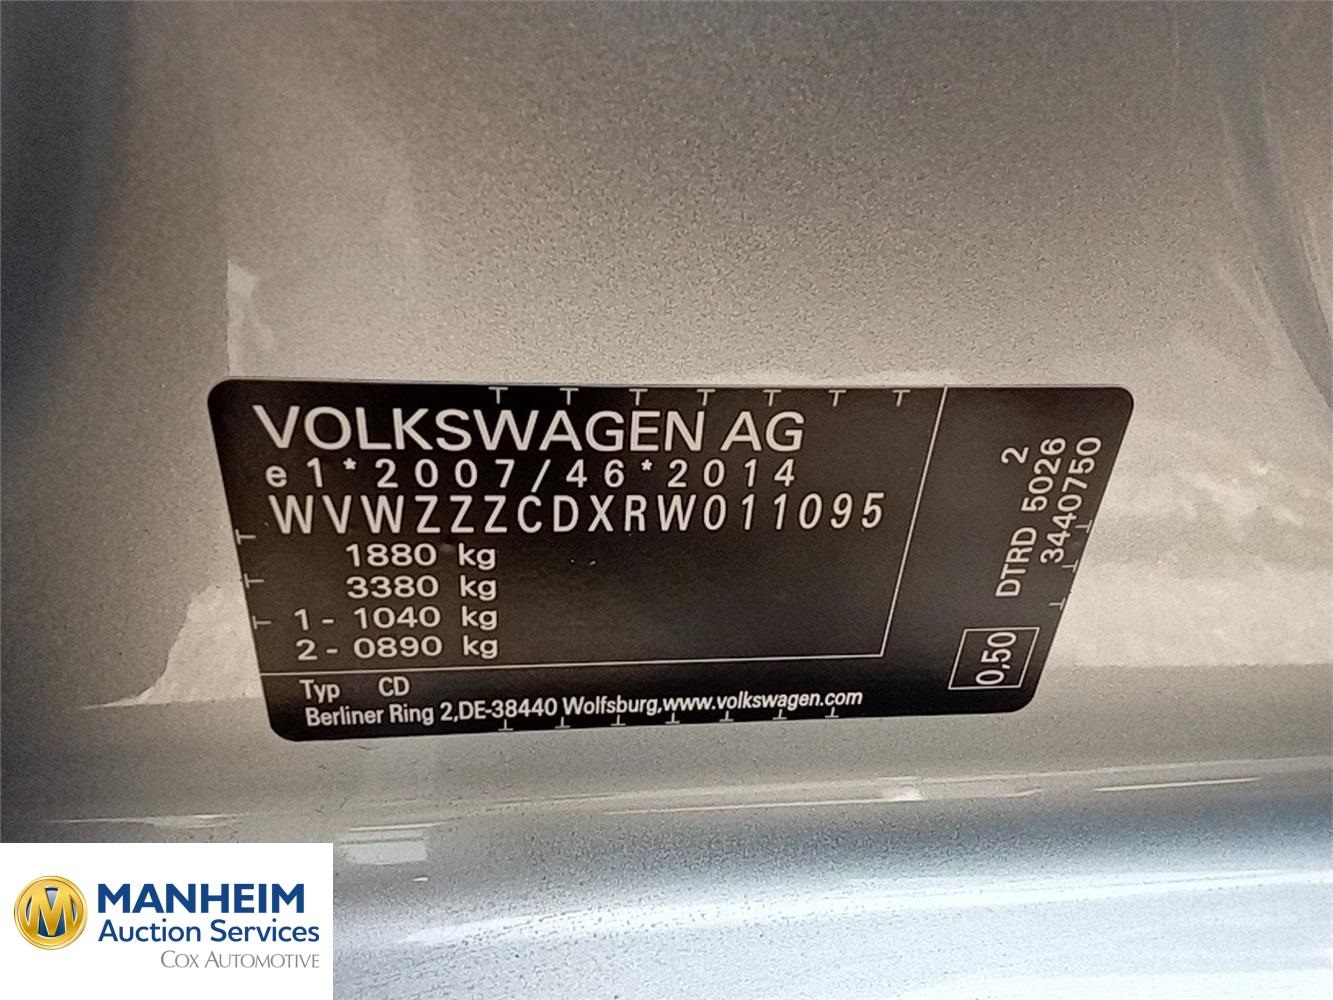 VOLKSWAGEN AG
e1*2007/46*2014
WVWZZZCDXRW011095
1880 kg
3380 kg
1- 1040 kg
2- 0890 kg
Typ CD
Berliner Ring 2,DE-38440 Wolfsburg,www.volkswagen.com
2
DTRD 5026
3440750
0,50
MANHEIM
Auction Services
COX AUTOMOTIVE